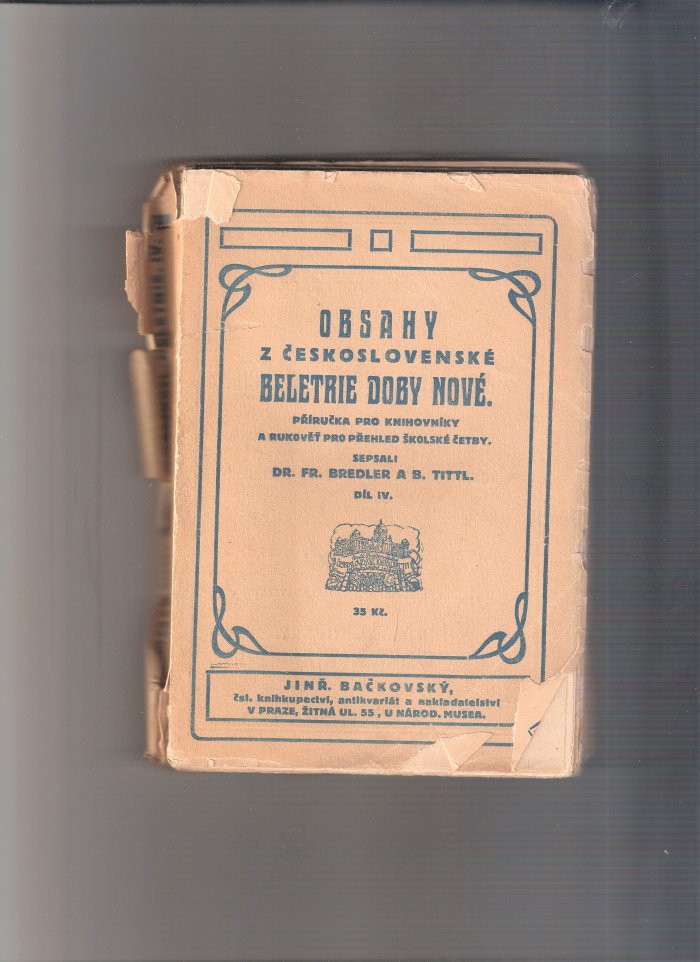 OBSAHY
Z ČESKOSLOVENSKÉ
BELETRIE DOBY NOVÉ.
PŘÍRUČKA PRO KNIHOVNÍKY
A RUKOVĚŤ PRO PŘEHLED ŠKOLSKÉ ČETBY.
SEPSALI
DR. FR. BREDLER A B. TITTL.
DÍL IV.
35 Kč.
JINŘ. BAČKOVSKÝ,
čsl. knihkupectví, antikvariát a nakladatelství
V PRAZE, ŽITNÁ UL. 55, U NÁROD. MUSEA.